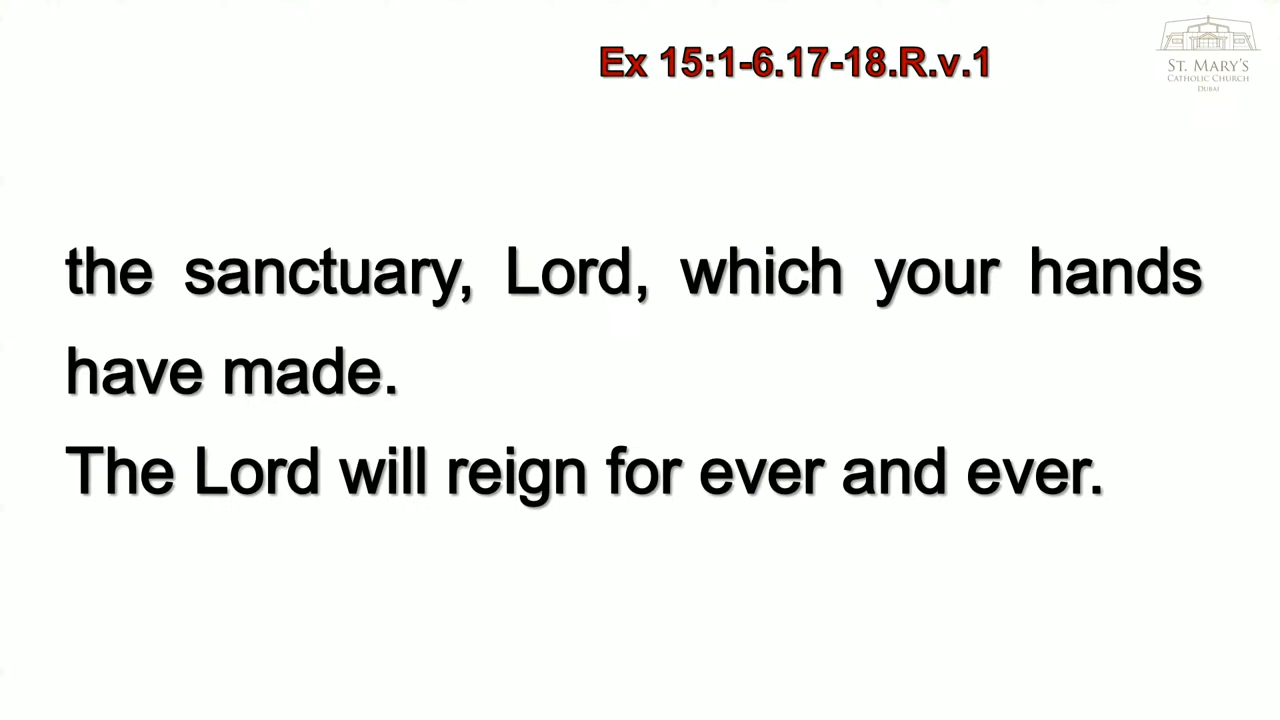 Ex 15:1-6.17-18.R.v.1
ST. MARY'S
CATHOLIC CHURCH
DUBAI
the sanctuary, Lord, which your hands
have made.
The Lord will reign for ever and ever.